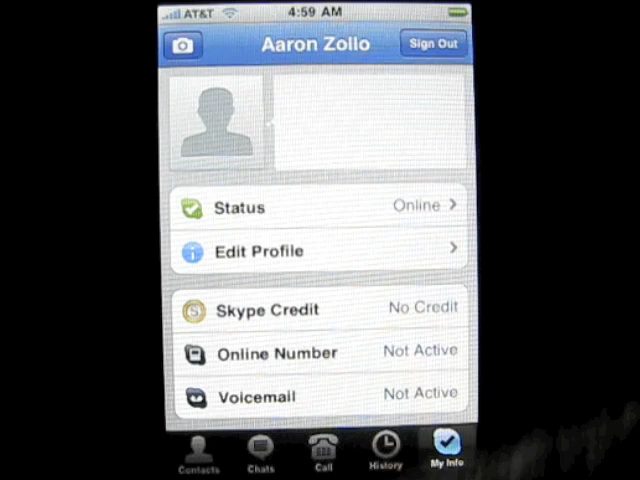 AT&T 4:59 AM
Aaron Zollo
Sign Out
Status Online
Edit Profile
Skype Credit No Credit
Online Number Not Active
Voicemail Not Active
Contacts Chats Call History My Info